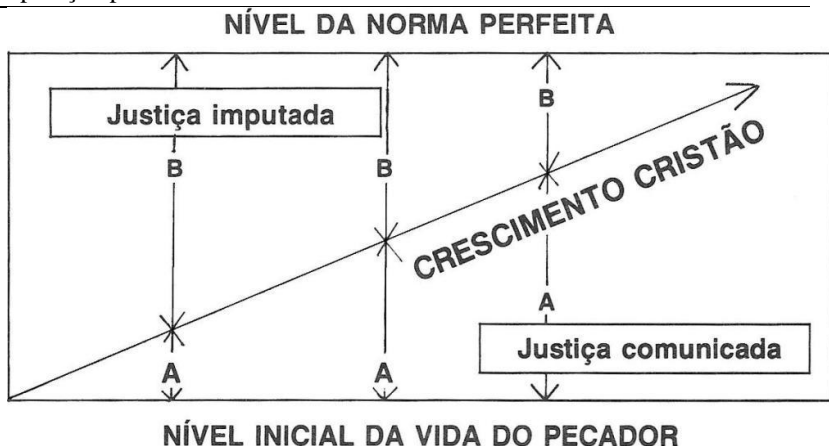 NÍVEL DA NORMA PERFEITA
Justiça imputada
B
B
B
CRESCIMENTO CRISTÃO
A
A
A
Justiça comunicada
NÍVEL INICIAL DA VIDA DO PECADOR